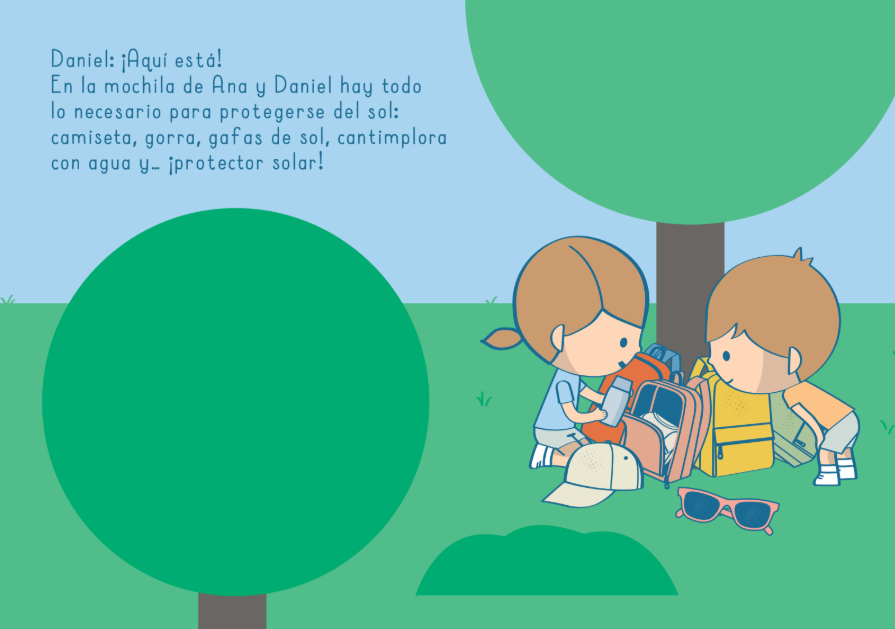 Daniel: ¡Aquí está!
En la mochila de Ana y Daniel hay todo
lo necesario para protegerse del sol:
camiseta, gorra, gafas de sol, cantimplora
con agua y... ¡protector solar!